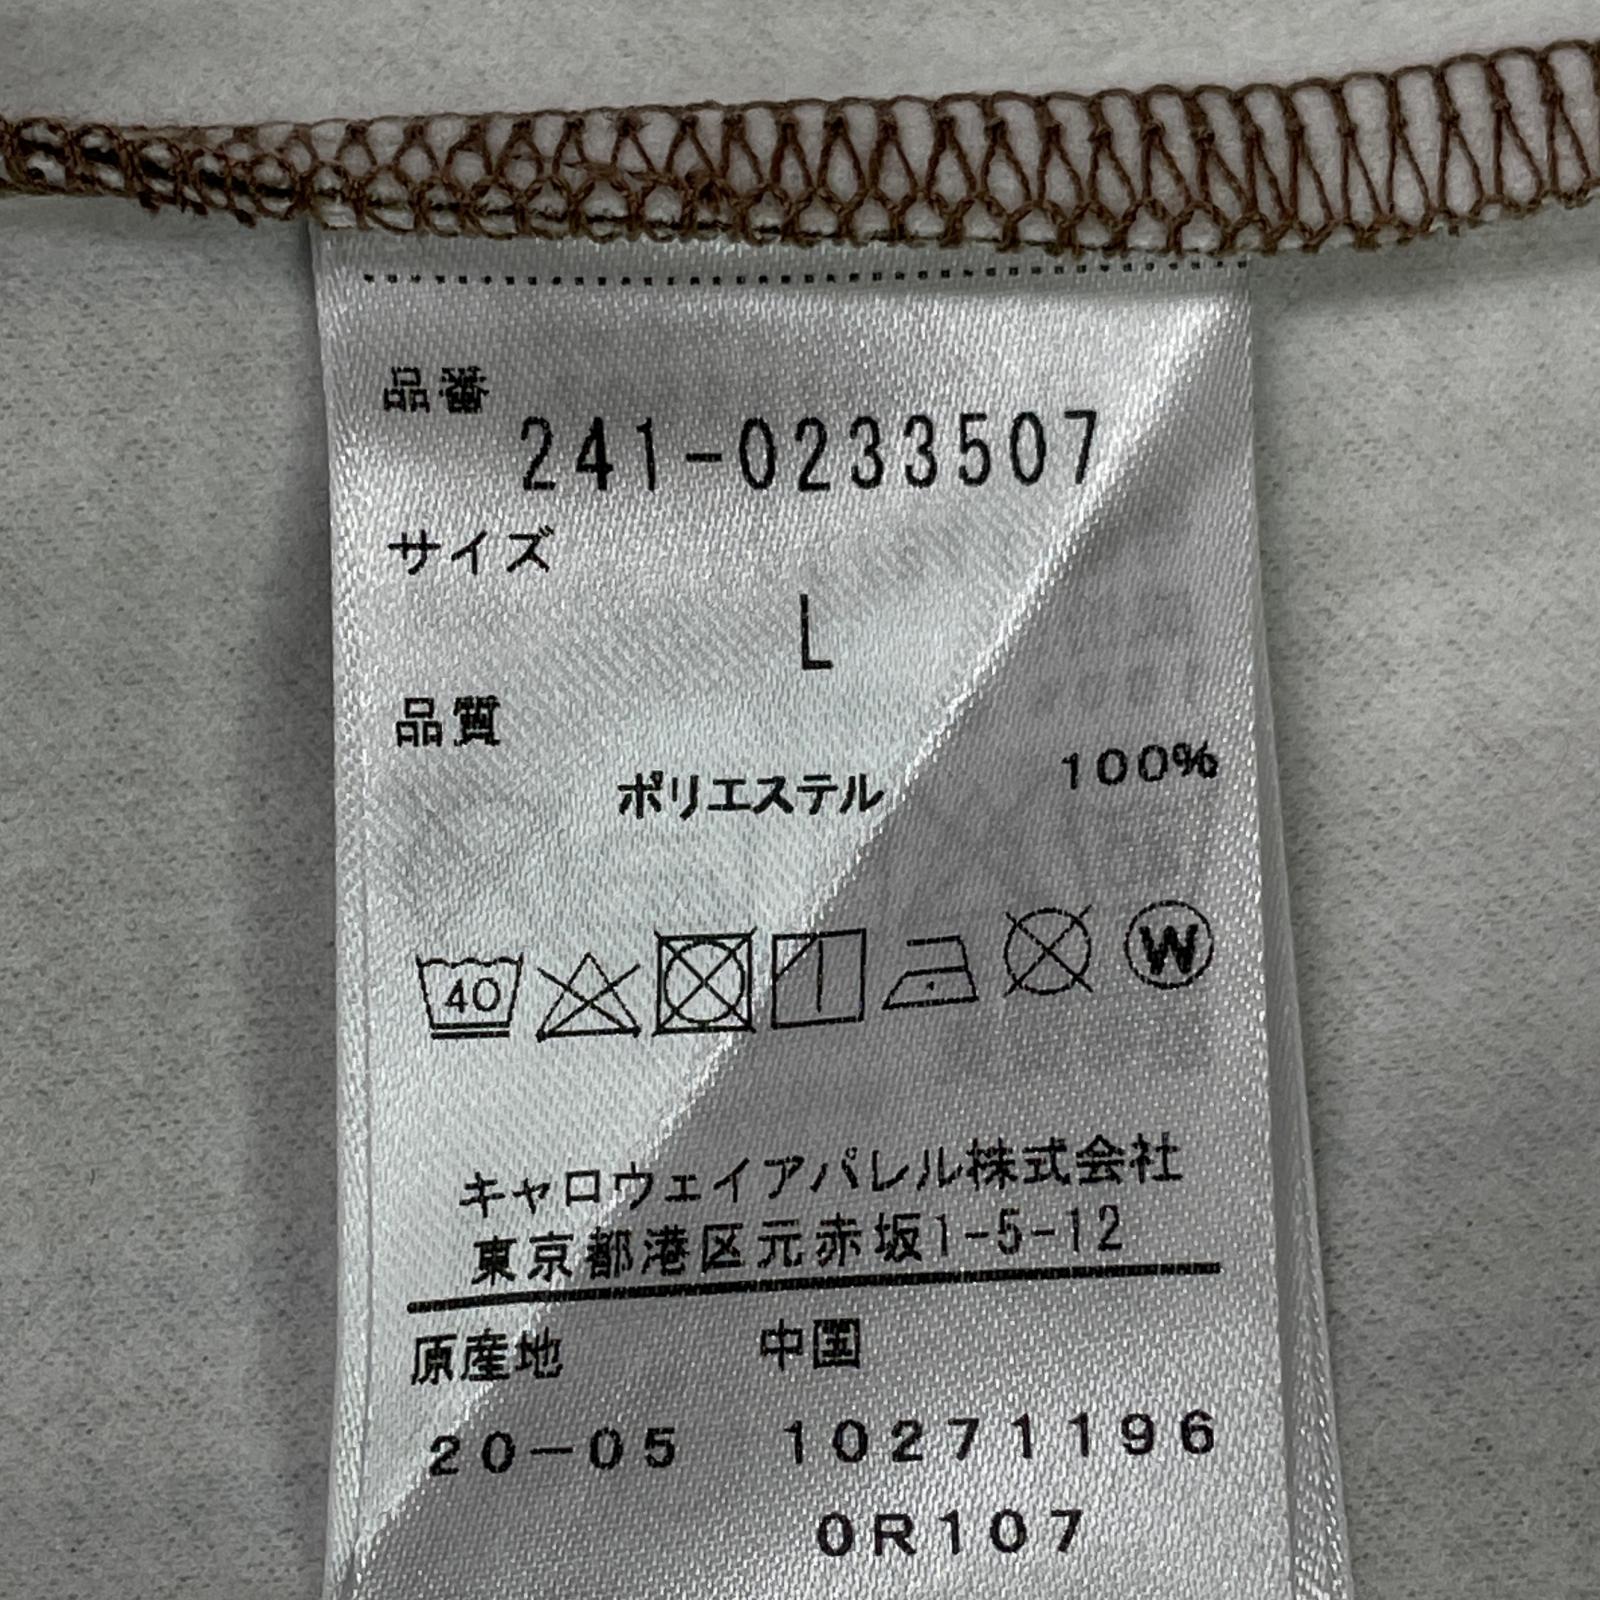 品番
241-0233507
サイズ
L
品質
ポリエステル 100%
40 W
キャロウェイアパレル株式会社
東京都港区元赤坂1-5-12
原産地 中国
20-05 10271196
0R107